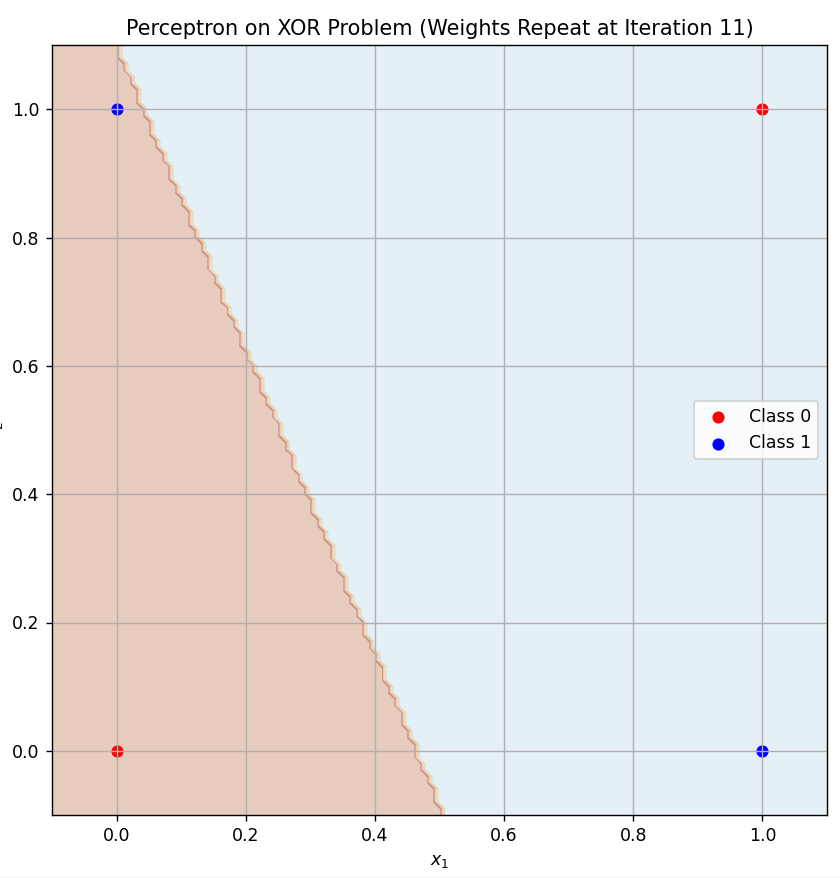 Perceptron on XOR Problem (Weights Repeat at Iteration 11)
1.0
0.8
0.6
0.4
0.2
0.0
Class 0
Class 1
0.0 0.2 0.4 0.6 0.8 1.0
x₁